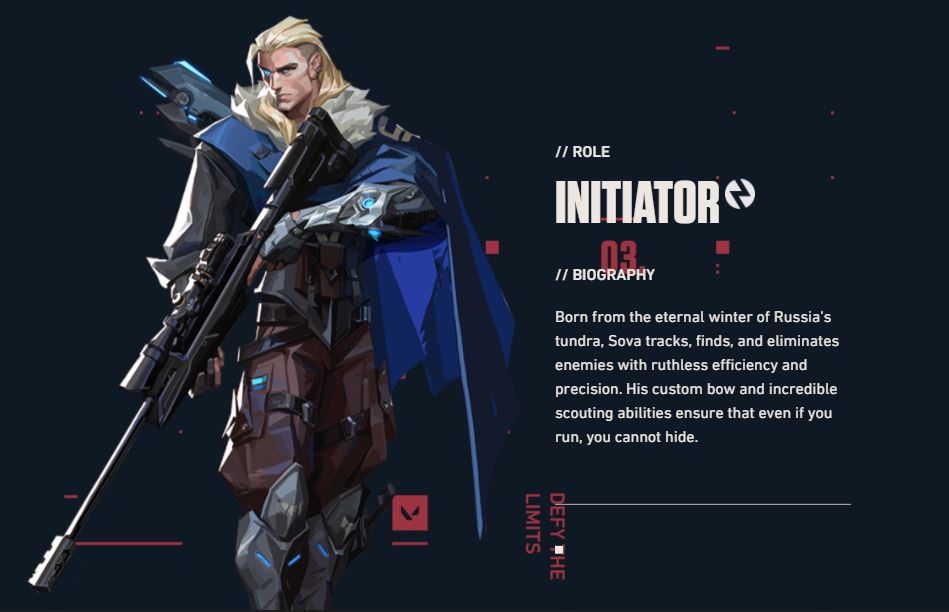 // ROLE
INITIATOR
03.
// BIOGRAPHY
Born from the eternal winter of Russia's
tundra, Sova tracks, finds, and eliminates
enemies with ruthless efficiency and
precision. His custom bow and incredible
scouting abilities ensure that even if you
run, you cannot hide.
DEFY THE
LIMITS